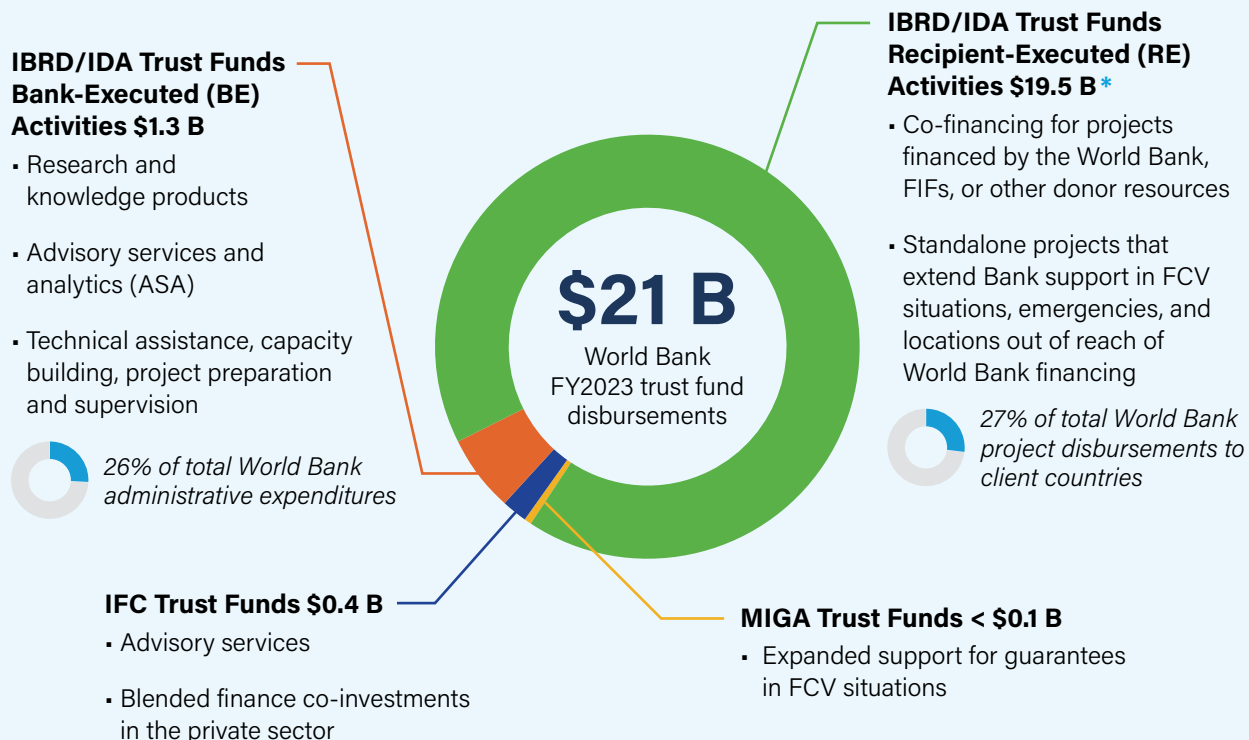 IBRD/IDA Trust Funds
Bank-Executed (BE)
Activities $1.3 B
▪ Research and
knowledge products
▪ Advisory services and
analytics (ASA)
▪ Technical assistance, capacity
building, project preparation
and supervision
26% of total World Bank
administrative expenditures
$21 B
World Bank
FY2023 trust fund
disbursements
IBRD/IDA Trust Funds
Recipient-Executed (RE)
Activities $19.5 B*
▪ Co-financing for projects
financed by the World Bank,
FIFs, or other donor resources
▪ Standalone projects that
extend Bank support in FCV
situations, emergencies, and
locations out of reach of
World Bank financing
27% of total World Bank
project disbursements to
client countries
IFC Trust Funds $0.4 B
▪ Advisory services
▪ Blended finance co-investments
in the private sector
MIGA Trust Funds < $0.1 B
▪ Expanded support for guarantees
in FCV situations